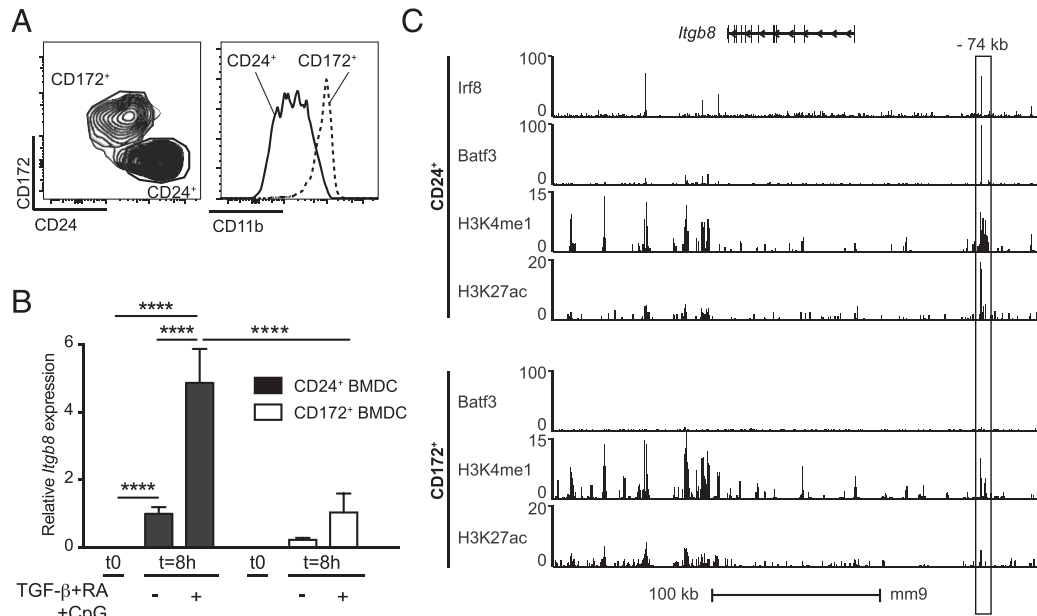 A
CD172+
CD24+
CD172
CD24
CD24+ CD172+
CD11b
B
**** 
**** ****
****
6
4
2
0
Relative Itgb8 expression
CD24+ BMDC
CD172+ BMDC
t0 t=8h t0 t=8h
TGF-β+RA
+CpG
- + - +
C
Itgb8
- 74 kb
CD24+
100
Irf8
0
100
Batf3
0
15
H3K4me1
0
20
H3K27ac
0
CD172+
100
Batf3
0
15
H3K4me1
0
20
H3K27ac
0
100 kb mm9